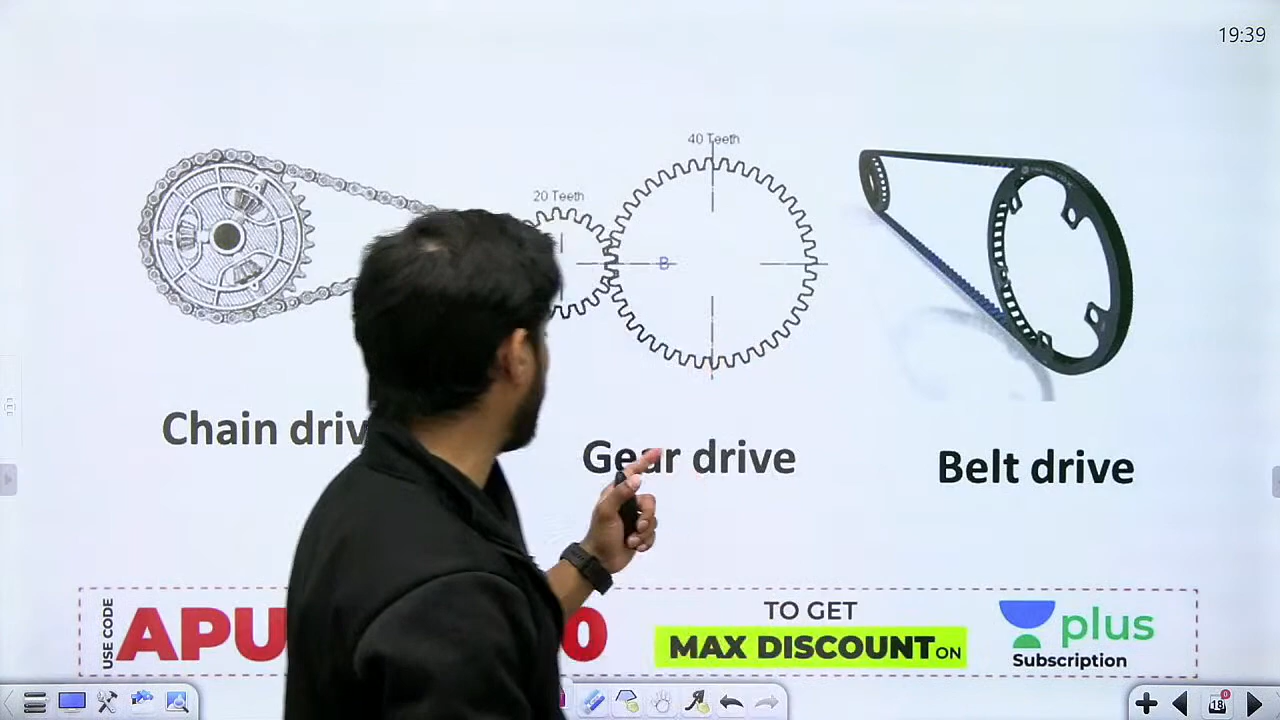 19:39
40 Teeth
20 Teeth
B
Chain driv
Gear drive
Belt drive
USE CODE
APU
0
TO GET
MAX DISCOUNT ON
plus
Subscription
18